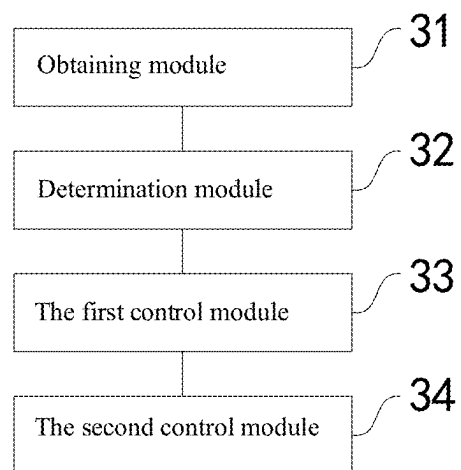 31
Obtaining module
32
Determination module
33
The first control module
34
The second control module